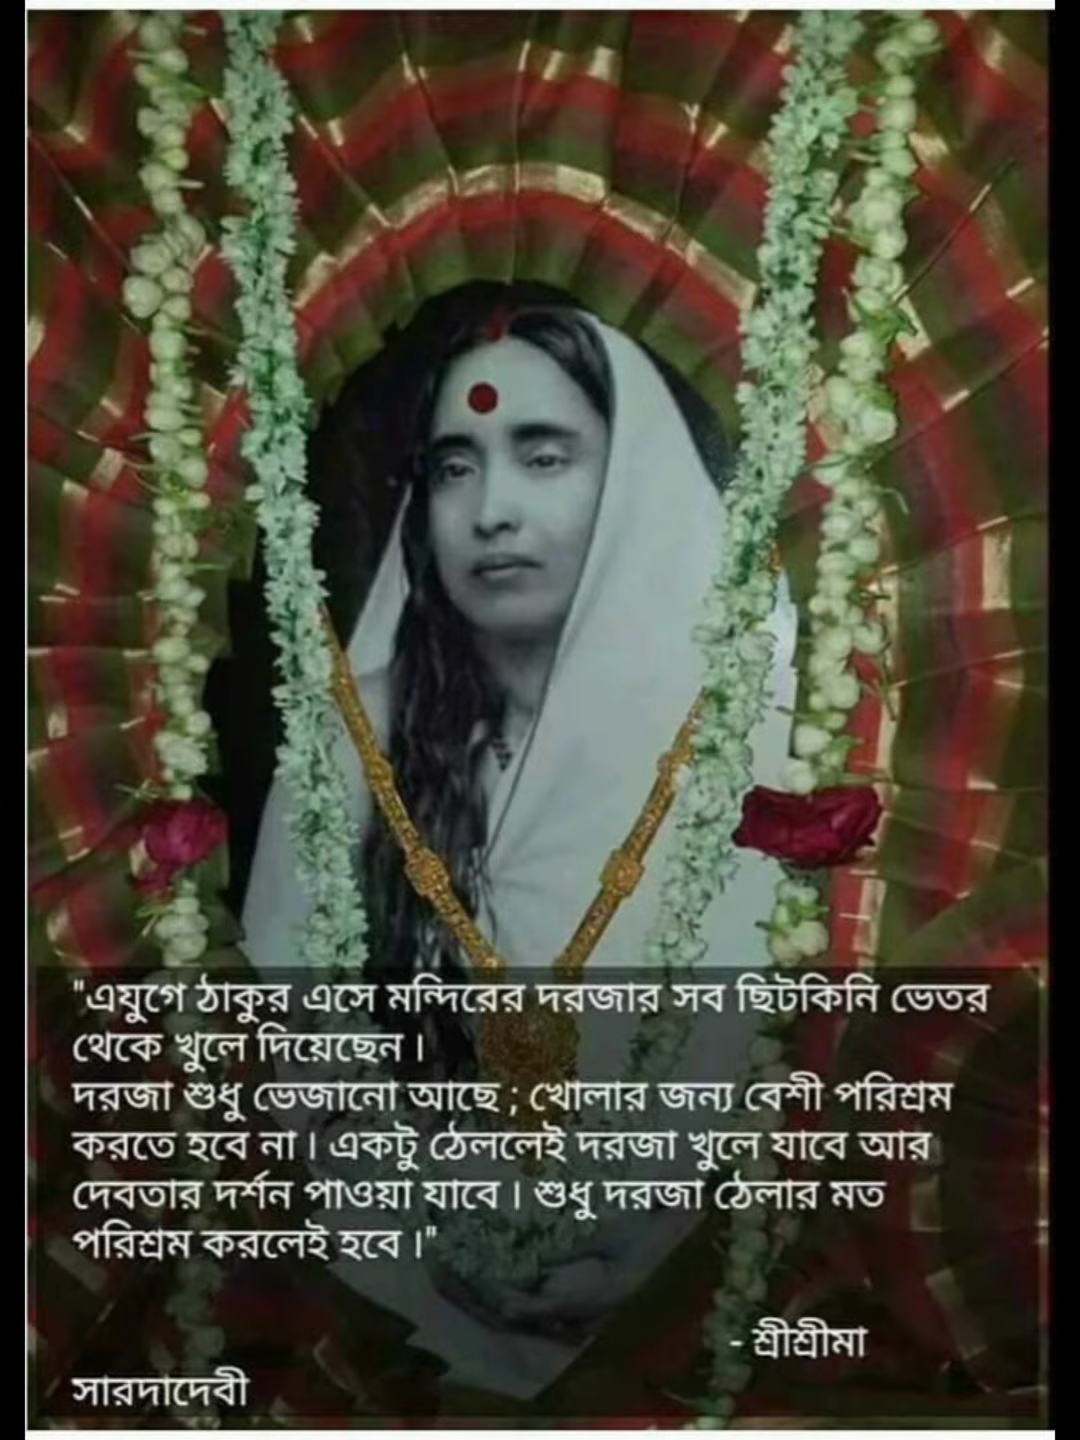 "এযুগে ঠাকুর এসে মন্দিরের দরজার সব ছিটকিনি ভেতর
থেকে খুলে দিয়েছেন ।
দরজা শুধু ভেজানো আছে ; খোলার জন্য বেশী পরিশ্রম
করতে হবে না । একটু ঠেললেই দরজা খুলে যাবে আর
দেবতার দর্শন পাওয়া যাবে । শুধু দরজা ঠেলার মত
পরিশ্রম করলেই হবে ।"
- শ্রীশ্রীমা
সারদাদেবী